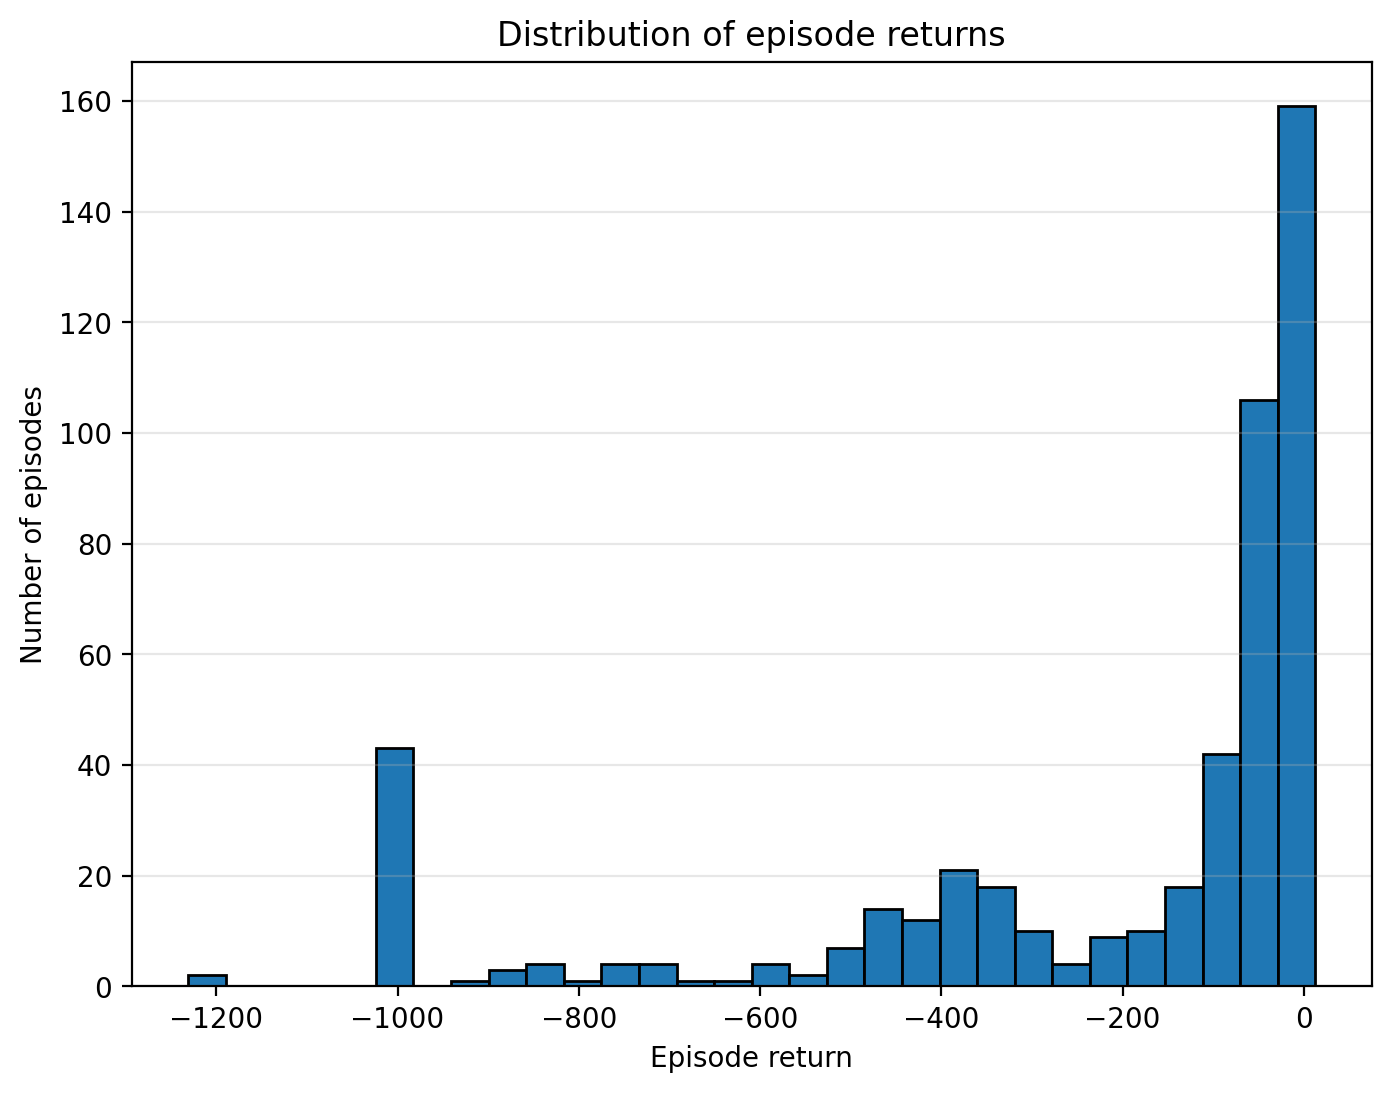 Distribution of episode returns
160
140
120
100
80
60
40
20
0
Number of episodes
−1200 −1000 −800 −600 −400 −200 0
Episode return